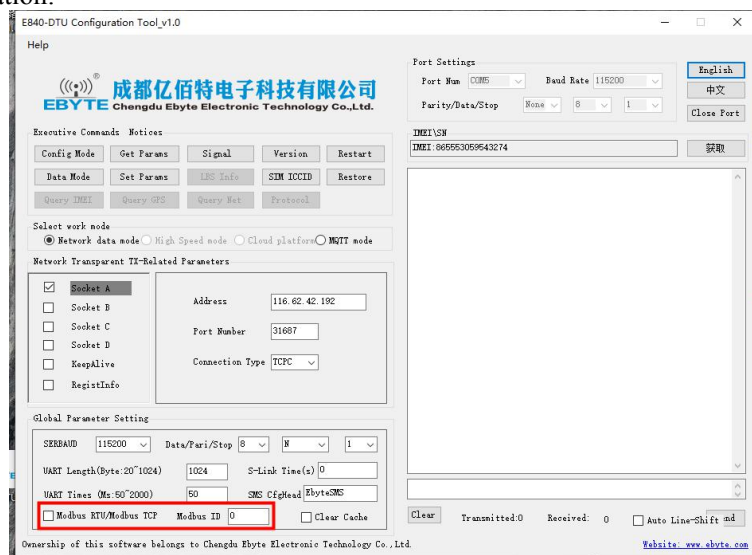 ation:
E840-DTU Configuration Tool_v1.0
Help
EBYTE
®
成都亿佰特电子科技有限公司
Chengdu Ebyte Electronic Technology Co.,Ltd.
Port Settings
Port Num COM5 Baud Rate 115200
Parity/Data/Stop None 8 1
English
中文
Close Port
Executive Commands Notices
Config Mode Get Params Signal Version Restart
Data Mode Set Params LBS Info SIM ICCID Restore
Query IMEI Query GPS Query Net Protocol
IMEI\SN
IMEI:865553059543274 获取
Select work mode
Network data mode High Speed mode Cloud platform MQTT mode
Network Transparent TX-Related Parameters
Socket A
Socket B
Socket C
Socket D
KeepAlive
RegistInfo
Address 116.62.42.192
Port Number 31687
Connection Type TCPC
Global Parameter Setting
SERBAUD 115200 Data/Pari/Stop 8 N 1
UART Length(Byte:20~1024) 1024 S-Link Time(s) 0
UART Times (Ms:50~2000) 50 SMS CfgHead EbyteSMS
Modbus RTU/Modbus TCP Modbus ID 0 Clear Cache
Clear Transmitted:0 Received: 0 Auto Line-Shift nd
Ownership of this software belongs to Chengdu Ebyte Electronic Technology Co., Ltd.
Website: www.ebyte.com